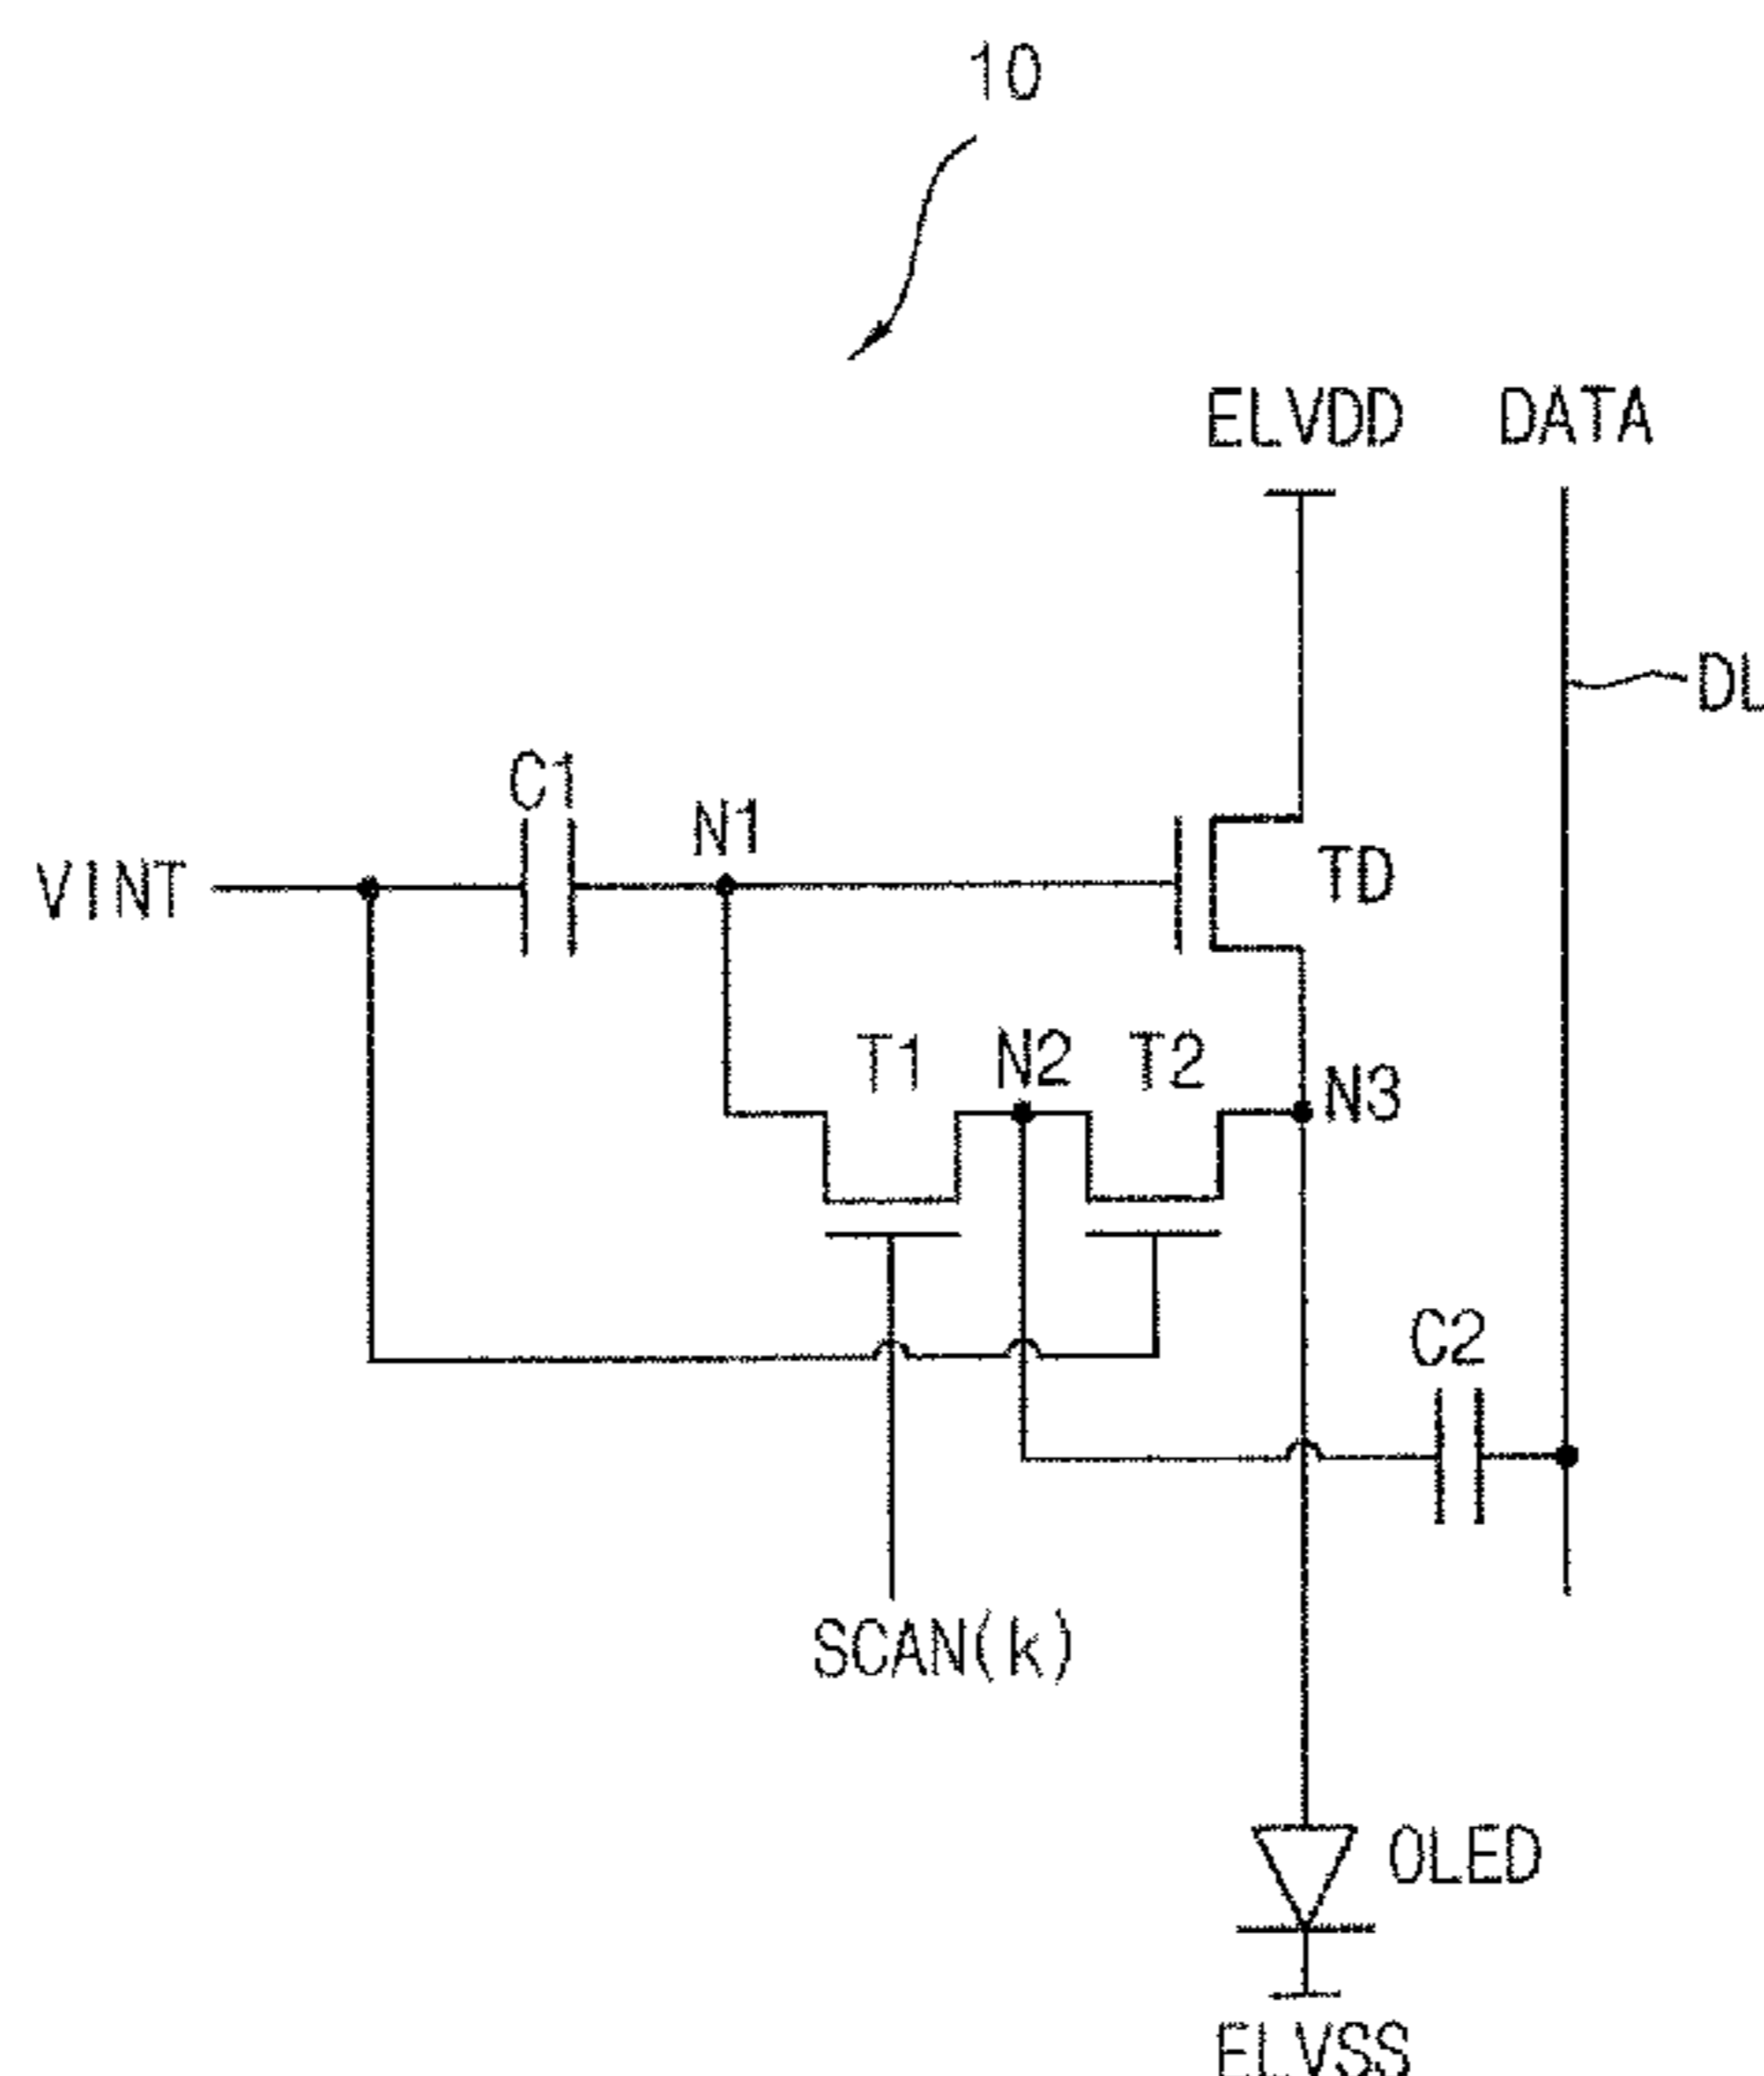 10
ELVDD DATA
DL
C1
N1
VINT
TD
T1 N2 T2
N3
C2
SCAN(k)
OLED
ELVSS